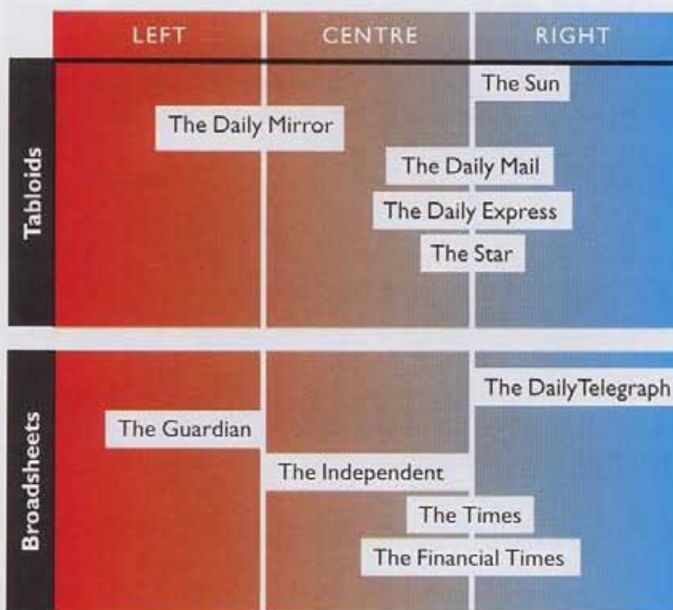 LEFT CENTRE RIGHT
Tabloids
The Sun
The Daily Mirror
The Daily Mail
The Daily Express
The Star
Broadsheets
The DailyTelegraph
The Guardian
The Independent
The Times
The Financial Times